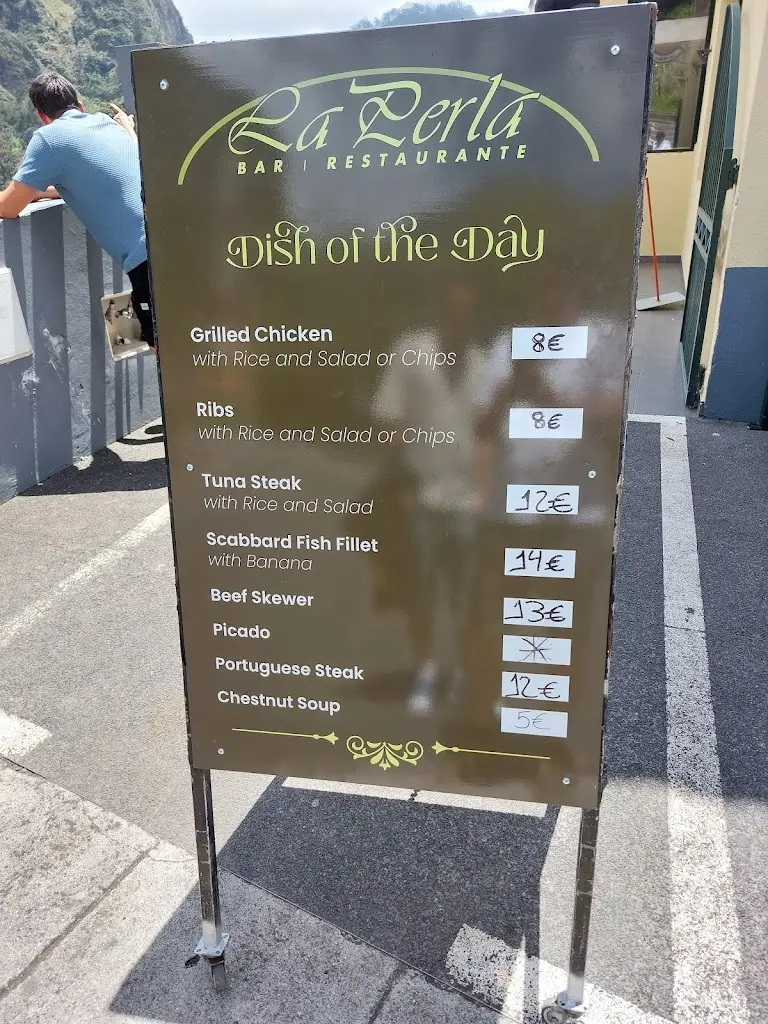 La Perla
BAR | RESTAURANTE
Dish of the Day
Grilled Chicken 8€
with Rice and Salad or Chips
Ribs 8€
with Rice and Salad or Chips
Tuna Steak 12€
with Rice and Salad
Scabbard Fish Fillet 14€
with Banana
Beef Skewer 13€
Picado
Portuguese Steak 12€
Chestnut Soup 5€